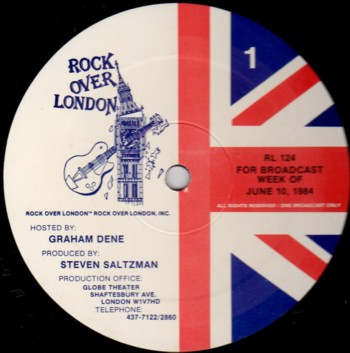 ROCK
OVER
LONDON
1
RL 124
FOR BROADCAST
WEEK OF
JUNE 10, 1984
ALL RIGHTS RESERVED / ONE BROADCAST ONLY
ROCK OVER LONDON™ ROCK OVER LONDON, INC.
HOSTED BY:
GRAHAM DENE
PRODUCED BY:
STEVEN SALTZMAN
PRODUCTION OFFICE:
GLOBE THEATER
SHAFTESBURY AVE.
LONDON W1V7HD
TELEPHONE:
437-7122/2860